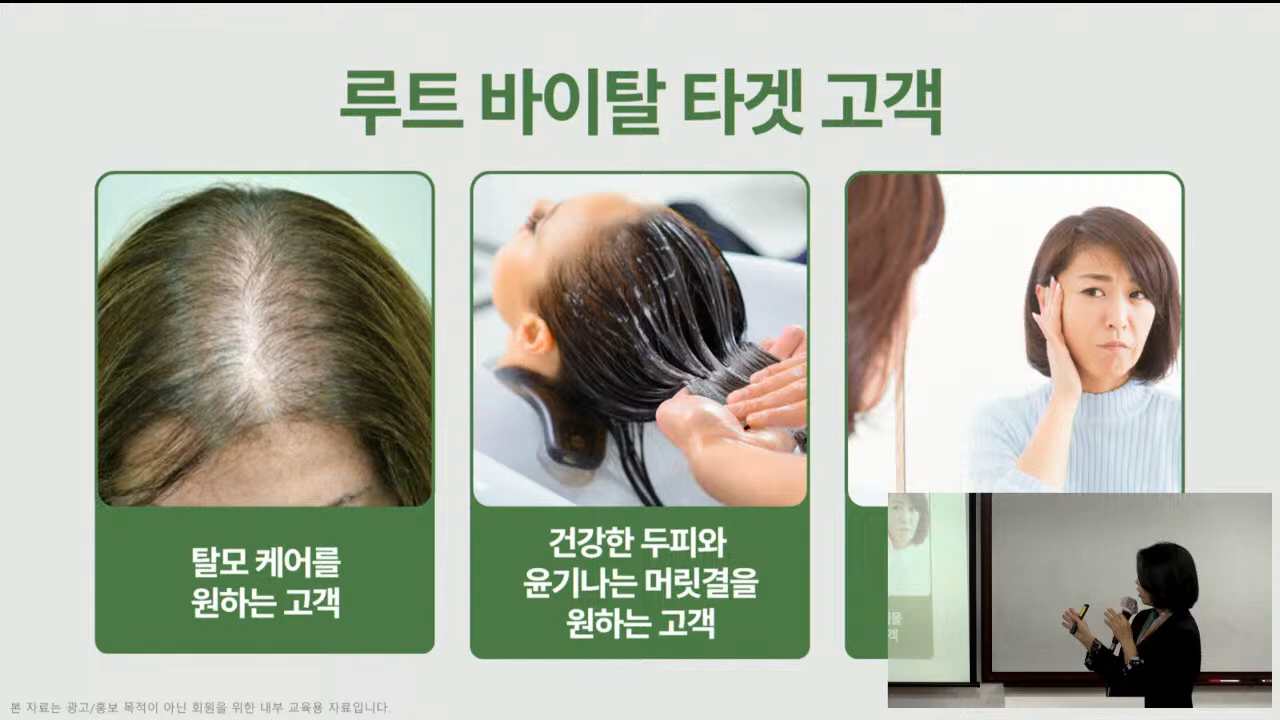 루트 바이탈 타겟 고객
탈모 케어를
원하는 고객
건강한 두피와
윤기나는 머릿결을
원하는 고객
본 자료는 광고/홍보 목적이 아닌 회원을 위한 내부 교육용 자료입니다.